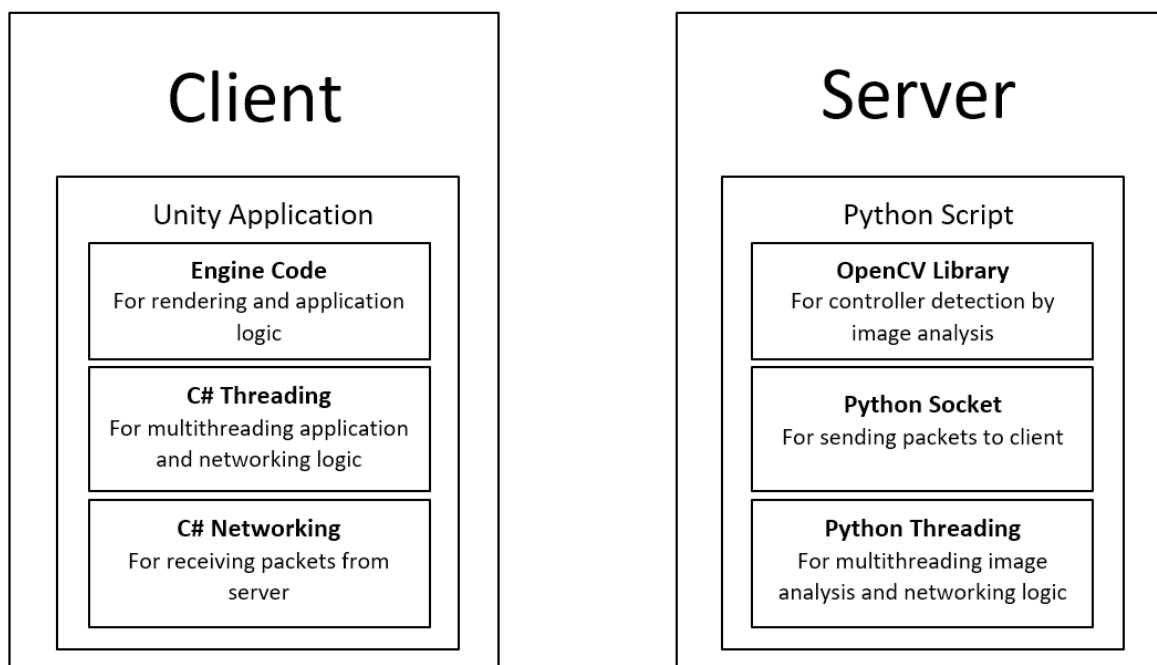 Client
Unity Application
Engine Code
For rendering and application
logic
C# Threading
For multithreading application
and networking logic
C# Networking
For receiving packets from
server
Server
Python Script
OpenCV Library
For controller detection by
image analysis
Python Socket
For sending packets to client
Python Threading
For multithreading image
analysis and networking logic